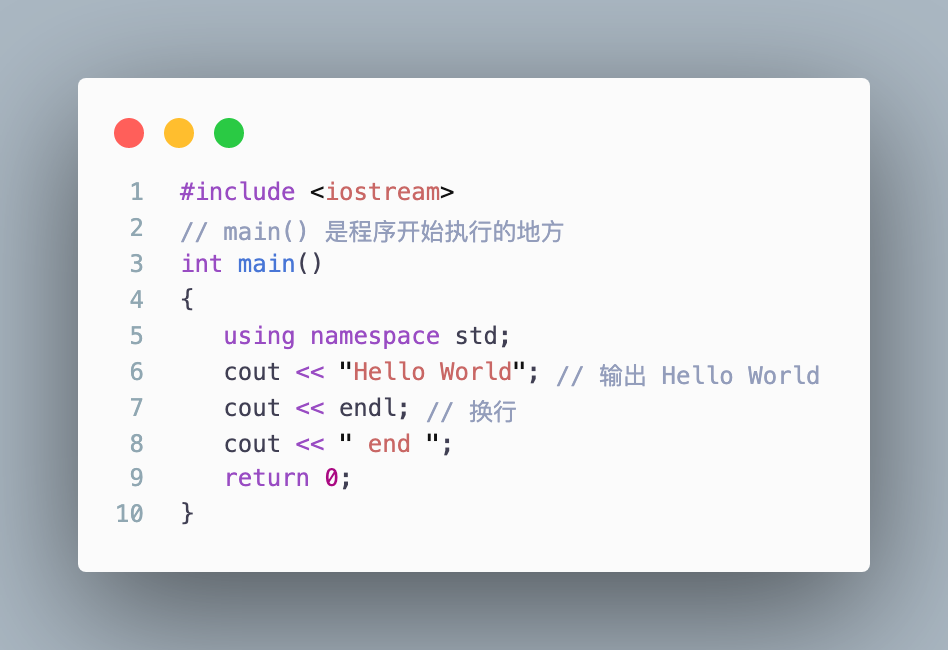 1 #include <iostream>
2 // main() 是程序开始执行的地方
3 int main()
4 {
5    using namespace std;
6    cout << "Hello World"; // 输出 Hello World
7    cout << endl; // 换行
8    cout << " end ";
9    return 0;
10 }